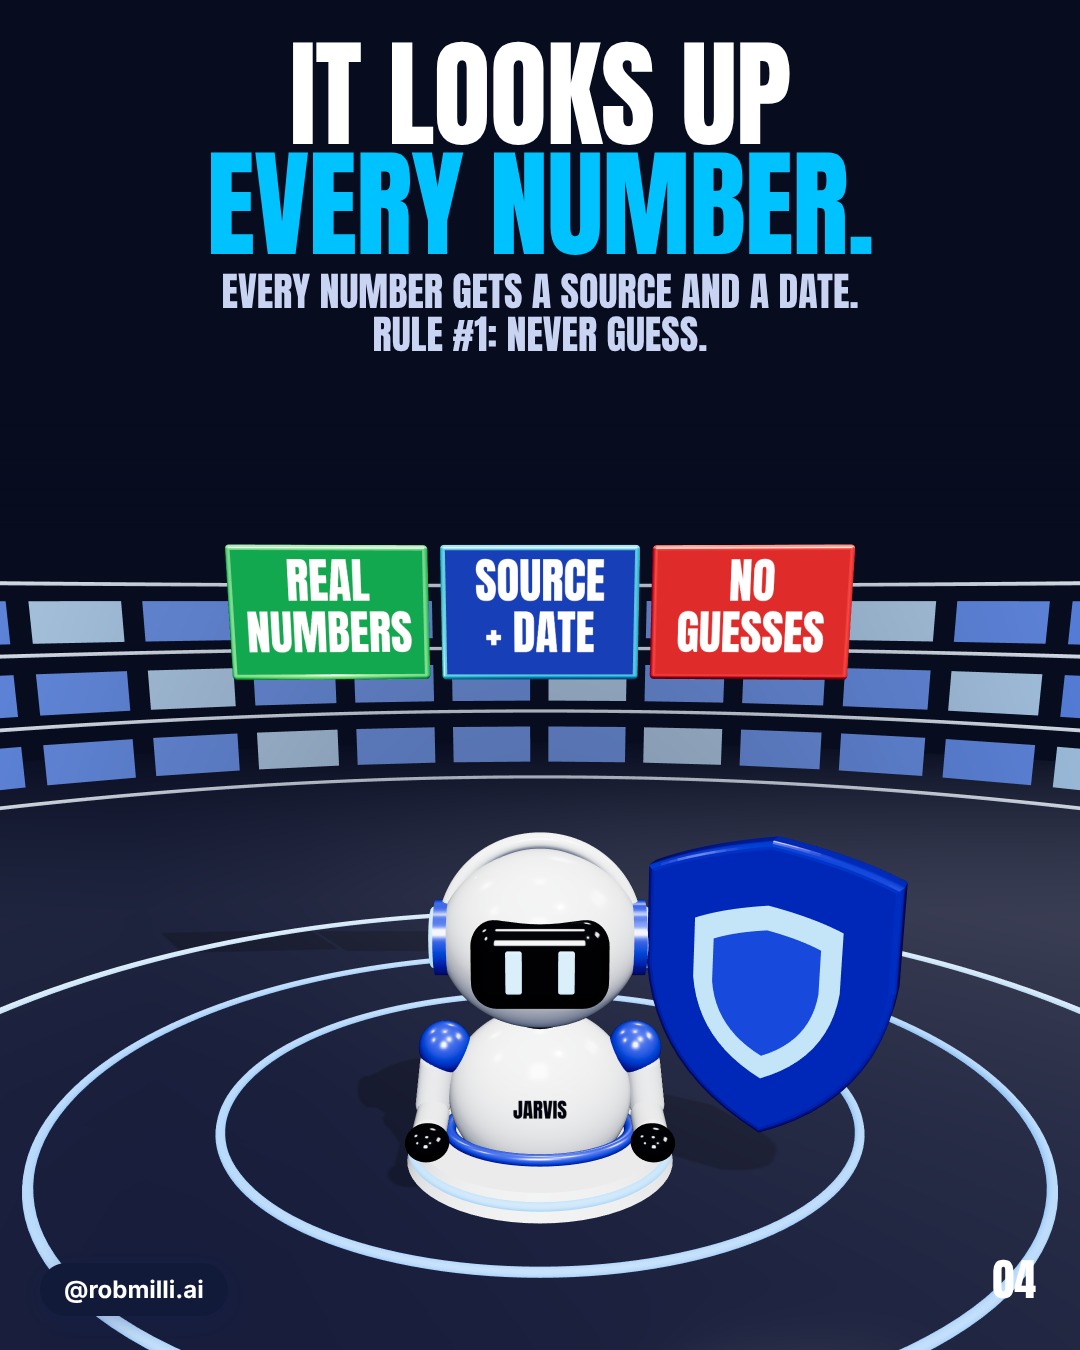 IT LOOKS UP
EVERY NUMBER.
EVERY NUMBER GETS A SOURCE AND A DATE.
RULE #1: NEVER GUESS.
REAL
NUMBERS
SOURCE
+ DATE
NO
GUESSES
JARVIS
@robmilli.ai
04